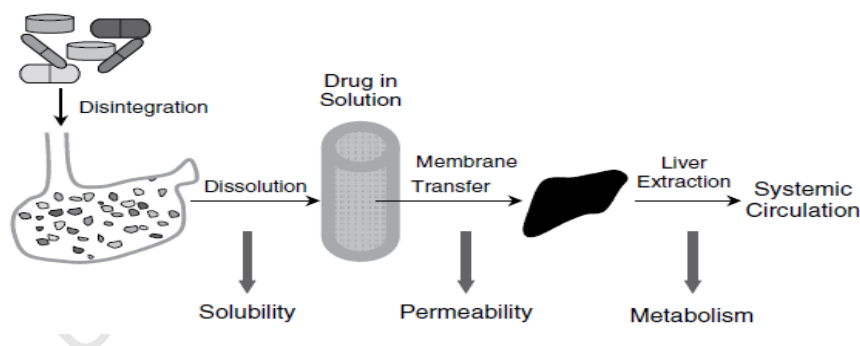 Disintegration
Drug in
Solution
Dissolution
Membrane
Transfer
Liver
Extraction
Systemic
Circulation
Solubility
Permeability
Metabolism